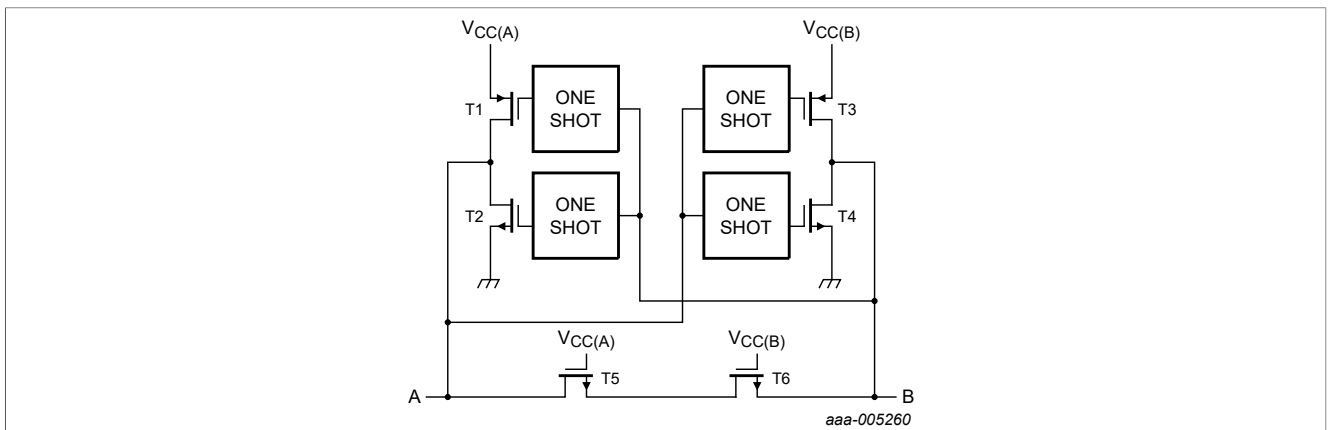 VCC(A)
VCC(B)
T1
ONE
SHOT
ONE
SHOT
T3
T2
ONE
SHOT
ONE
SHOT
T4
VCC(A)
VCC(B)
A
T5
T6
B
aaa-005260